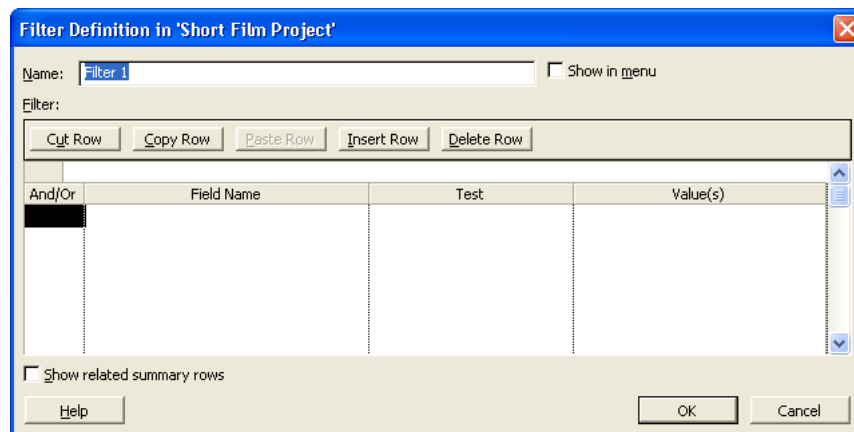 Filter Definition in 'Short Film Project'
Name: Filter 1 Show in menu
Filter:
Cut Row Copy Row Paste Row Insert Row Delete Row
And/Or Field Name Test Value(s)
Show related summary rows
Help OK Cancel